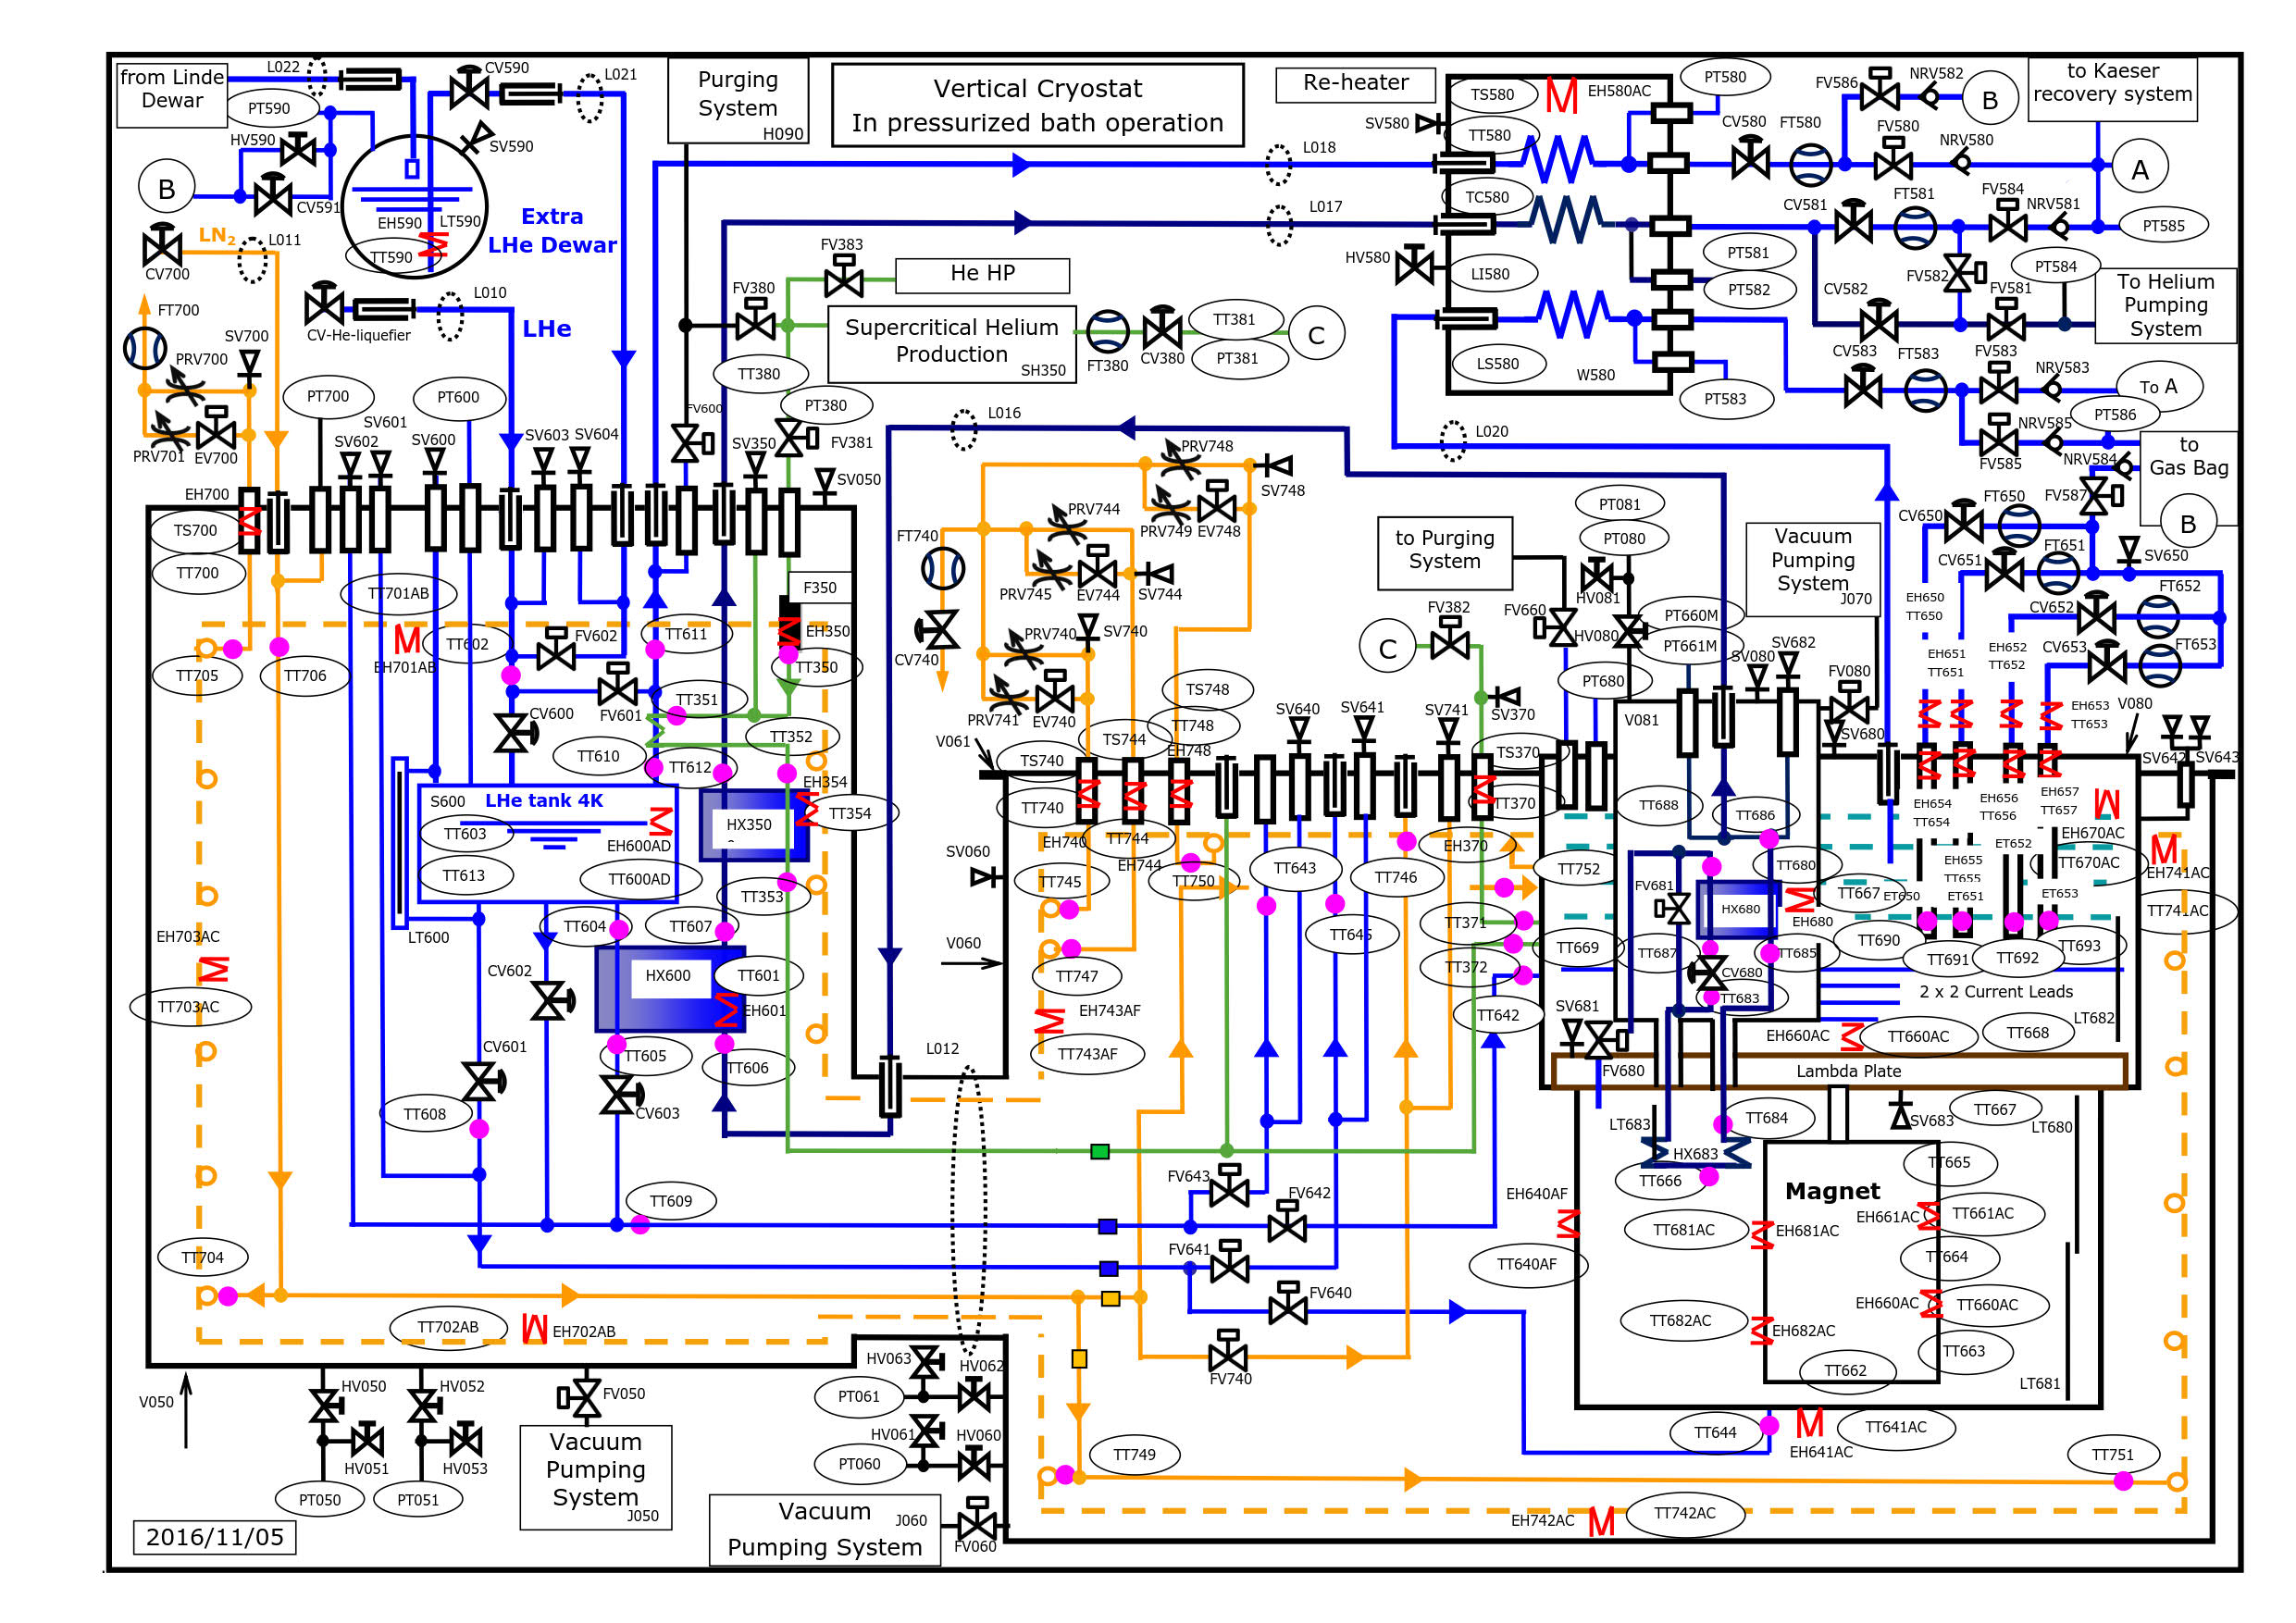 from Linde
Dewar
L022
PT590
HV590
B
CV591
CV590
L021
SV590
EH590
LT590
TT590
Extra
LHe Dewar
LN2
L011
CV700
FT700
SV700
PRV700
PRV701
EV700
CV-He-liquefier
L010
LHe
Purging
System
H090
Vertical Cryostat
In pressurized bath operation
Re-heater
L018
L017
SV580
HV580
TS580
EH580AC
TT580
TC580
LI580
LS580
W580
PT580
PT581
PT582
PT583
CV580
FT580
FV586
NRV582
B
FV580
NRV580
A
to Kaeser
recovery system
CV581
FT581
FV584
NRV581
PT585
FV582
CV582
FV581
PT584
To Helium
Pumping
System
CV583
FT583
FV583
NRV583
To A
PT586
NRV585
FV585
NRV584
to
Gas Bag
B
FV587
FV383
He HP
FV380
Supercritical Helium
Production
SH350
FT380
CV380
TT381
PT381
C
TT380
PT380
FV600
SV350
FV381
SV050
PT700
SV602
SV601
PT600
SV600
SV603
SV604
L016
L020
EH700
TS700
TT700
TT701AB
EH701AB
TT602
FV602
TT611
F350
EH350
TT350
TT705
TT706
CV600
FV601
TT351
TT352
TT610
TT612
EH354
TT354
S600
LHe tank 4K
TT603
TT613
EH600AD
TT600AD
HX350
TT353
LT600
TT604
TT607
HX600
TT601
EH601
CV602
CV601
TT605
TT606
CV603
TT608
TT609
EH703AC
TT703AC
TT704
TT702AB
EH702AB
V050
HV050
HV052
HV051
HV053
PT050
PT051
FV050
Vacuum
Pumping
System
J050
2016/11/05
HV063
HV062
PT061
HV061
HV060
PT060
Vacuum
Pumping System
J060
FV060
L012
PRV748
SV748
PRV749
EV748
PRV744
PRV745
EV744
SV744
FT740
CV740
PRV740
SV740
PRV741
EV740
TS748
TT748
EH748
TS744
TT744
EH744
TS740
TT740
EH740
V061
SV060
V060
TT745
TT747
TT750
EH743AF
TT743AF
SV640
SV641
SV741
TT643
TT645
TT746
to Purging
System
C
FV382
SV370
TS370
TT370
EH370
TT371
TT372
TT642
FV643
FV642
FV641
FV640
FV740
TT749
PT081
PT080
HV081
FV660
HV080
PT660M
PT661M
PT680
Vacuum
Pumping
System
J070
SV080
SV682
FV080
SV680
V081
TT688
TT686
TT752
TT669
FV681
HX680
TT680
TT667
EH680
TT690
TT687
TT685
CV680
TT683
SV681
FV680
CV650
FT650
CV651
FT651
SV650
FT652
CV652
CV653
FT653
EH650
TT650
EH651
TT651
EH652
TT652
EH653
TT653
V080
SV642
SV643
EH654
TT654
EH656
TT656
EH657
TT657
EH655
TT655
ET652
EH670AC
TT670AC
EH741AC
TT741AC
ET650
ET651
ET653
TT691
TT692
TT693
2 x 2 Current Leads
EH660AC
TT660AC
TT668
LT682
Lambda Plate
LT683
TT684
SV683
TT667
LT680
HX683
TT666
TT665
Magnet
EH640AF
TT640AF
TT681AC
EH681AC
EH661AC
TT661AC
TT664
TT682AC
EH682AC
EH660AC
TT660AC
TT663
TT662
LT681
TT644
EH641AC
TT641AC
TT751
EH742AC
TT742AC